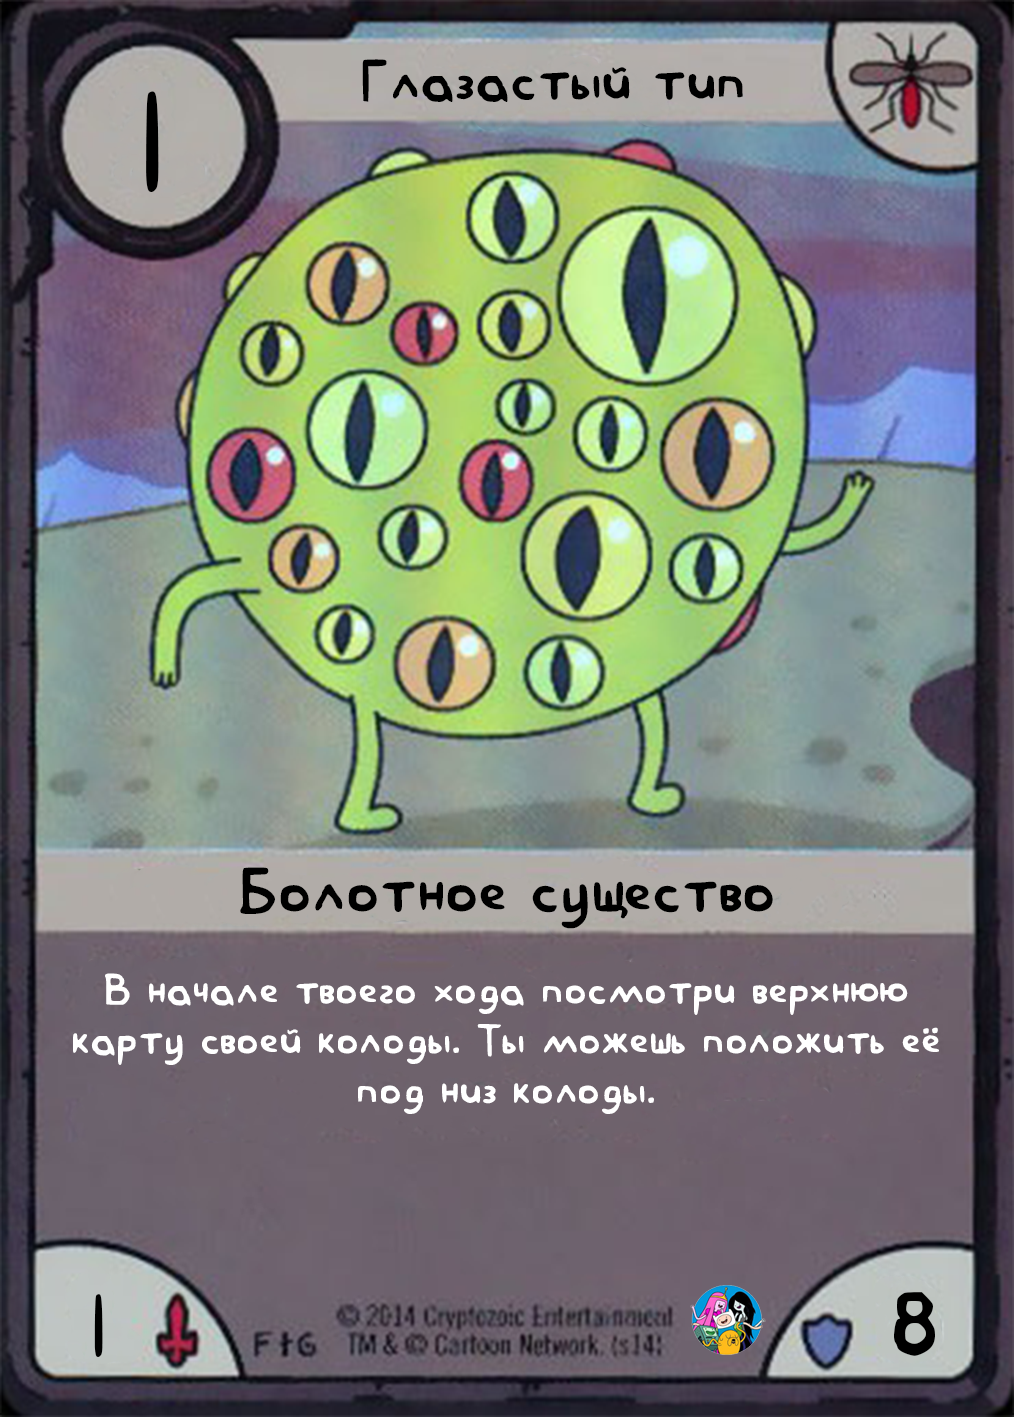 1
Глазастый тип
Болотное существо
В начале твоего хода посмотри верхнюю
карту своей колоды. Ты можешь положить её
под низ колоды.
1
F†G
© 2014 Cryptozoic Entertainment
TM & © Cartoon Network. (s14)
8